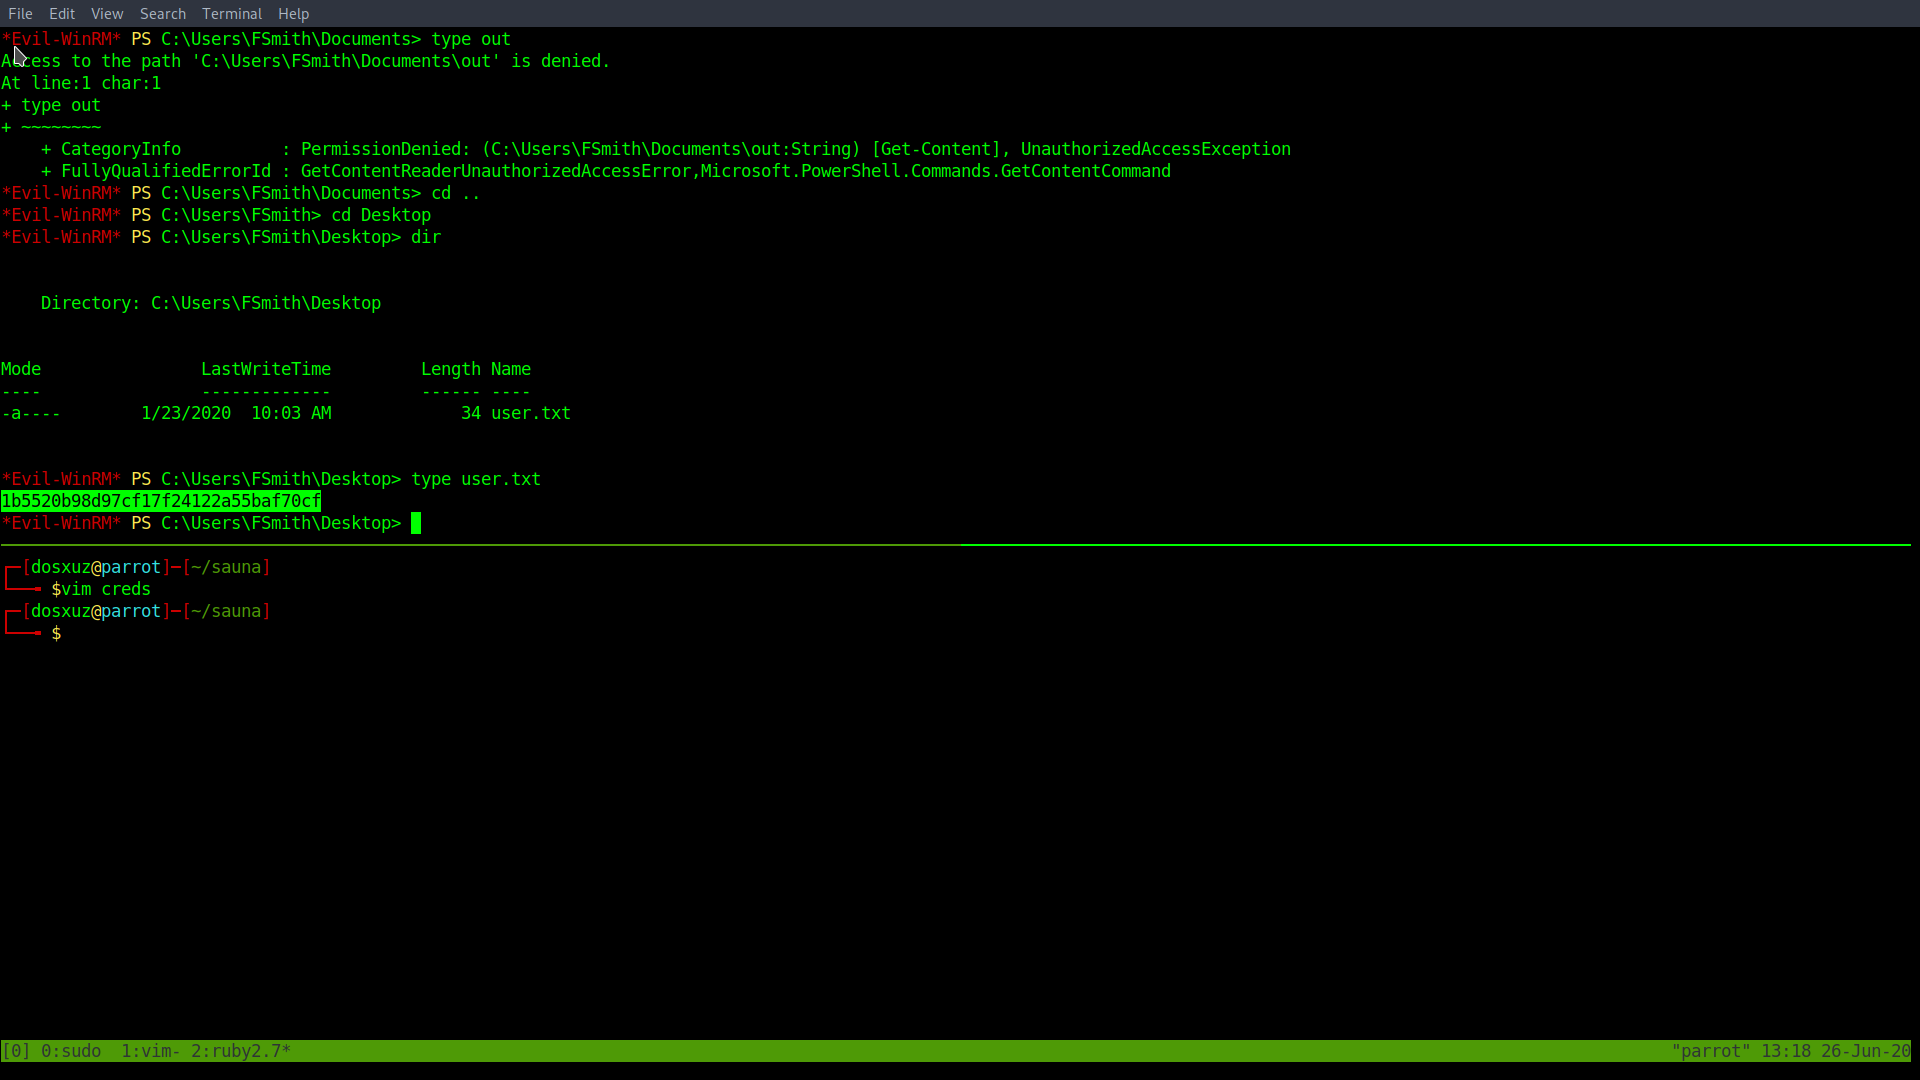 File Edit View Search Terminal Help
*Evil-WinRM* PS C:\Users\FSmith\Documents> type out
Access to the path 'C:\Users\FSmith\Documents\out' is denied.
At line:1 char:1
+ type out
+ ~~~~~~~~
    + CategoryInfo          : PermissionDenied: (C:\Users\FSmith\Documents\out:String) [Get-Content], UnauthorizedAccessException
    + FullyQualifiedErrorId : GetContentReaderUnauthorizedAccessError,Microsoft.PowerShell.Commands.GetContentCommand
*Evil-WinRM* PS C:\Users\FSmith\Documents> cd ..
*Evil-WinRM* PS C:\Users\FSmith> cd Desktop
*Evil-WinRM* PS C:\Users\FSmith\Desktop> dir
    Directory: C:\Users\FSmith\Desktop
Mode                LastWriteTime         Length Name
----                -------------         ------ ----
-a----        1/23/2020  10:03 AM             34 user.txt
*Evil-WinRM* PS C:\Users\FSmith\Desktop> type user.txt
1b5520b98d97cf17f24122a55baf70cf
*Evil-WinRM* PS C:\Users\FSmith\Desktop>
┌─[dosxuz@parrot]─[~/sauna]
└──╼ $vim creds
┌─[dosxuz@parrot]─[~/sauna]
└──╼ $
[0] 0:sudo  1:vim- 2:ruby2.7* "parrot" 13:18 26-Jun-20